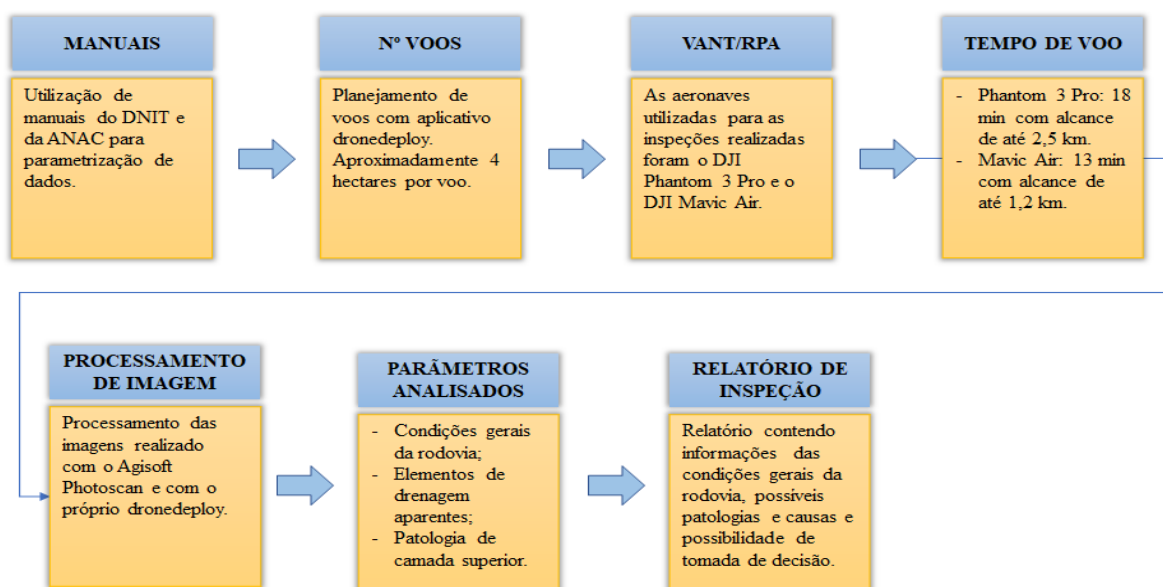 MANUAIS
Utilização de
manuais do DNIT e
da ANAC para
parametrização de
dados.
Nº VOOS
Planejamento de
voos com aplicativo
dronedeploy.
Aproximadamente 4
hectares por voo.
VANT/RPA
As aeronaves
utilizadas para as
inspeções realizadas
foram o DJI
Phantom 3 Pro e o
DJI Mavic Air.
TEMPO DE VOO
- Phantom 3 Pro: 18
min com alcance
de até 2,5 km.
- Mavic Air: 13 min
com alcance de
até 1,2 km.
PROCESSAMENTO
DE IMAGEM
Processamento das
imagens realizado
com o Agisoft
Photoscan e com o
próprio dronedeploy.
PARÃMETROS
ANALISADOS
- Condições gerais
da rodovia;
- Elementos de
drenagem
aparentes;
- Patologia de
camada superior.
RELATÓRIO DE
INSPEÇÃO
Relatório contendo
informações das
condições gerais da
rodovia, possíveis
patologias e causas e
possibilidade de
tomada de decisão.